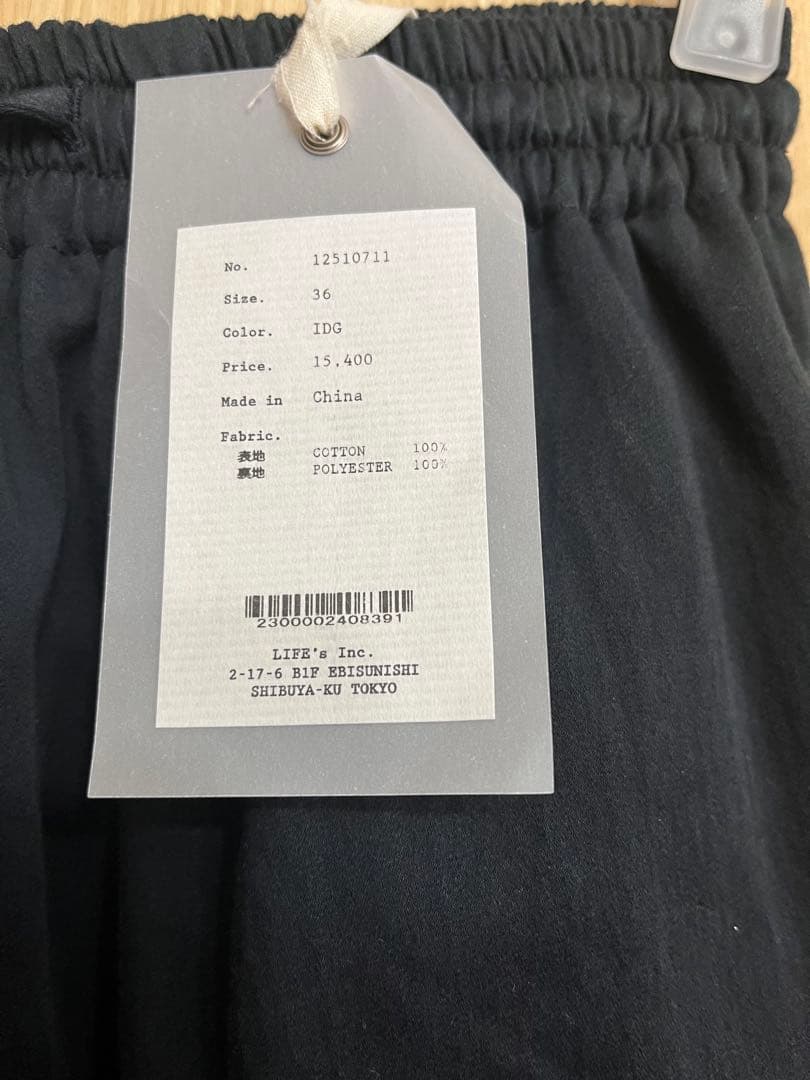 No. 12510711
Size. 36
Color. IDG
Price. 15,400
Made in China
Fabric.
表地 COTTON 100%
裏地 POLYESTER 100%
2300002408391
LIFE's Inc.
2-17-6 B1F EBISUNISHI
SHIBUYA-KU TOKYO